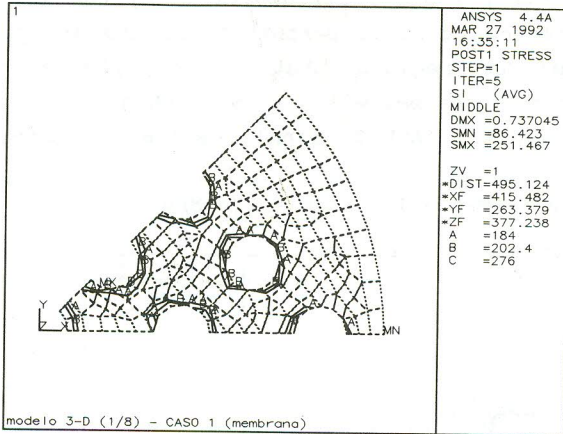 1
ANSYS 4.4A
MAR 27 1992
16:35:11
POST1 STRESS
STEP=1
ITER=5
SI (AVG)
MIDDLE
DMX =0.737045
SMN =86.423
SMX =251.467
ZV =1
*DIST=495.124
*XF =415.482
*YF =263.379
*ZF =377.238
A =184
B =202.4
C =276
Y
Z X
MN
modelo 3-D (1/8) - CASO 1 (membrana)